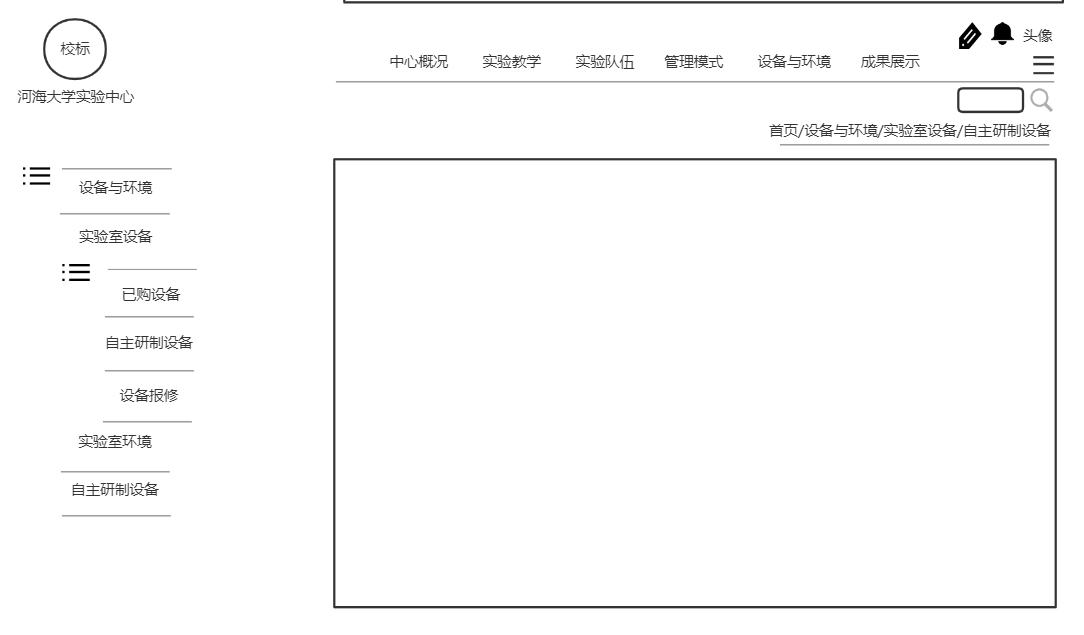 校标
河海大学实验中心
头像
中心概况 实验教学 实验队伍 管理模式 设备与环境 成果展示
首页/设备与环境/实验室设备/自主研制设备
设备与环境
实验室设备
已购设备
自主研制设备
设备报修
实验室环境
自主研制设备